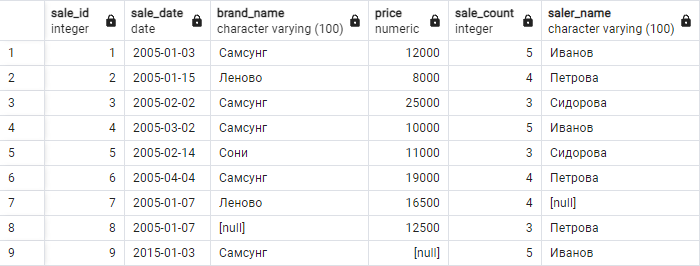 sale_id sale_date brand_name price sale_count saler_name
integer date character varying (100) numeric integer character varying (100)
1 1 2005-01-03 Самсунг 12000 5 Иванов
2 2 2005-01-15 Леново 8000 4 Петрова
3 3 2005-02-02 Самсунг 25000 3 Сидорова
4 4 2005-03-02 Самсунг 10000 5 Иванов
5 5 2005-02-14 Сони 11000 3 Сидорова
6 6 2005-04-04 Самсунг 19000 4 Петрова
7 7 2005-01-07 Леново 16500 4 [null]
8 8 2005-01-07 [null] 12500 3 Петрова
9 9 2015-01-03 Самсунг [null] 5 Иванов